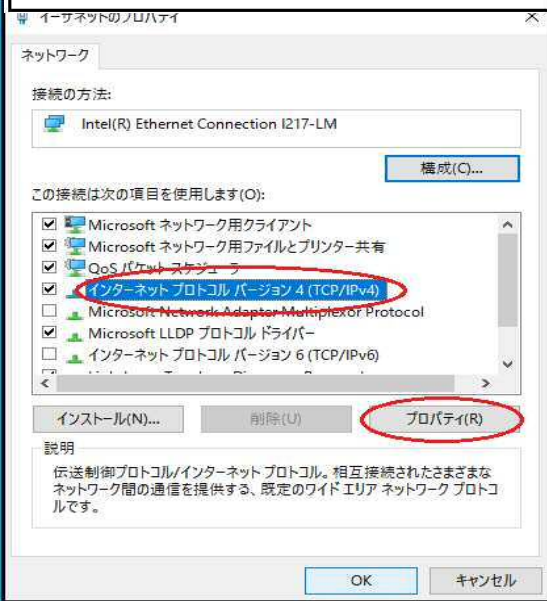 イーサネットのプロパティ
ネットワーク
接続の方法:
Intel(R) Ethernet Connection I217-LM
構成(C)...
この接続は次の項目を使用します(O):
Microsoft ネットワーク用クライアント
Microsoft ネットワーク用ファイルとプリンター共有
QoS パケット スケジューラ
インターネット プロトコル バージョン 4 (TCP/IPv4)
Microsoft Network Adapter Multiplexor Protocol
Microsoft LLDP プロトコル ドライバー
インターネット プロトコル バージョン 6 (TCP/IPv6)
インストール(N)...
削除(U)
プロパティ(R)
説明
伝送制御プロトコル/インターネット プロトコル。相互接続されたさまざまな
ネットワーク間の通信を提供する、既定のワイド エリア ネットワーク プロトコ
ルです。
OK
キャンセル